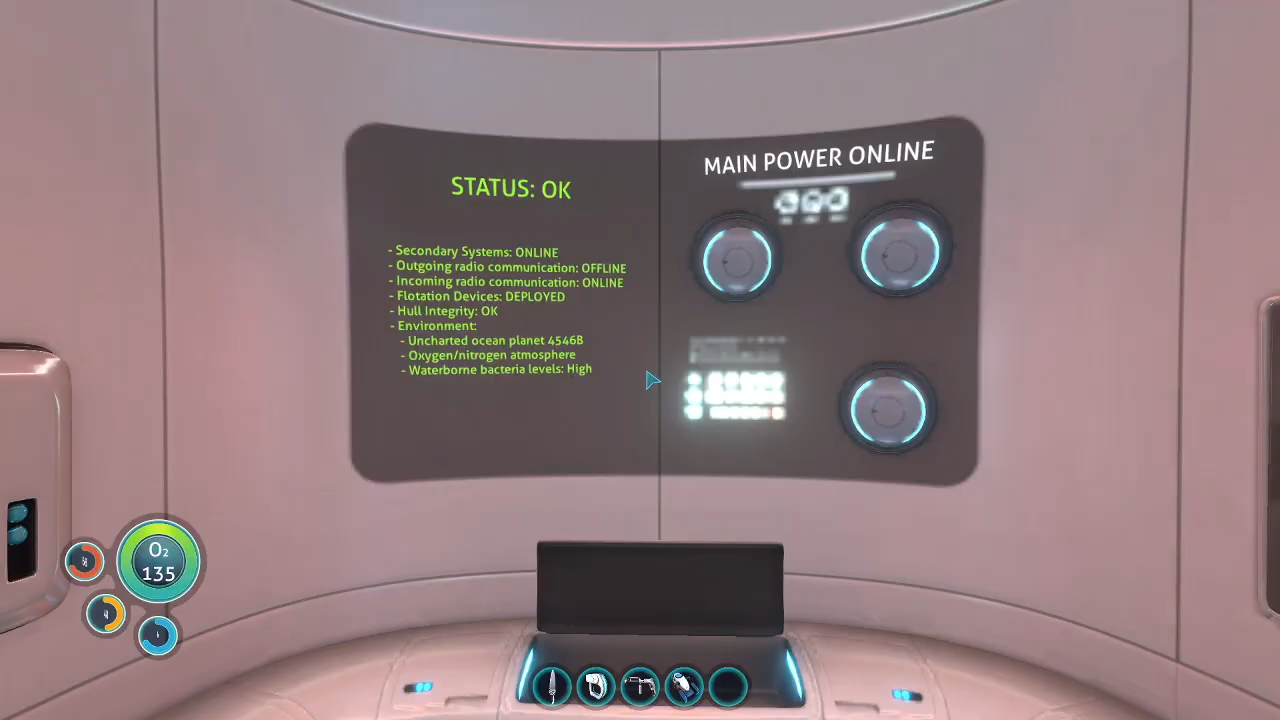 STATUS: OK
- Secondary Systems: ONLINE
- Outgoing radio communication: OFFLINE
- Incoming radio communication: ONLINE
- Flotation Devices: DEPLOYED
- Hull Integrity: OK
- Environment:
- Uncharted ocean planet 4546B
- Oxygen/nitrogen atmosphere
- Waterborne bacteria levels: High
MAIN POWER ONLINE
O₂
135